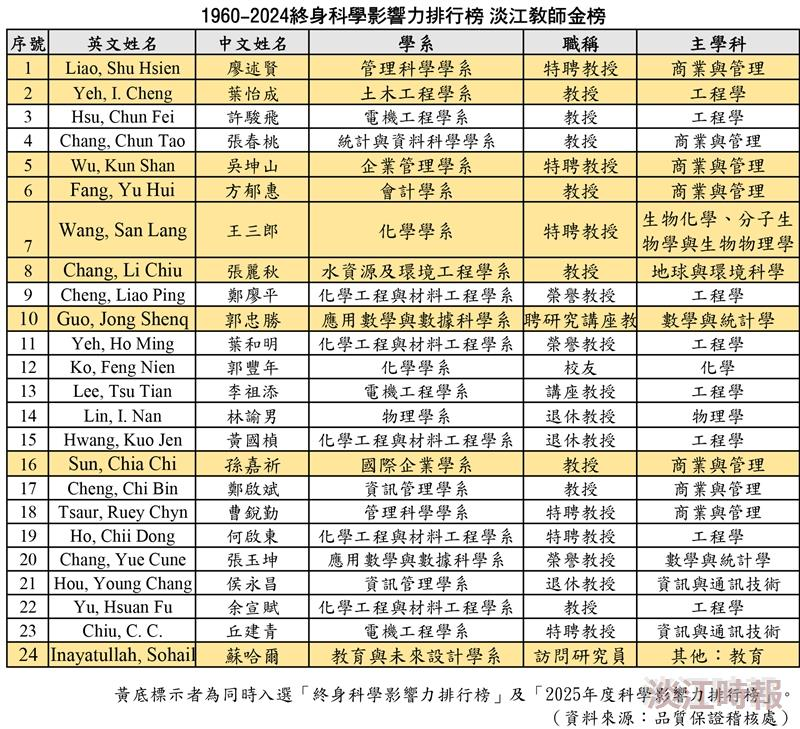 1960-2024終身科學影響力排行榜 淡江教師金榜
序號 英文姓名 中文姓名 學系 職稱 主學科
1 Liao, Shu Hsien 廖述賢 管理科學學系 特聘教授 商業與管理
2 Yeh, I. Cheng 葉怡成 土木工程學系 教授 工程學
3 Hsu, Chun Fei 許駿飛 電機工程學系 教授 工程學
4 Chang, Chun Tao 張春桃 統計與資料科學學系 教授 商業與管理
5 Wu, Kun Shan 吳坤山 企業管理學系 特聘教授 商業與管理
6 Fang, Yu Hui 方郁惠 會計學系 教授 商業與管理
7 Wang, San Lang 王三郎 化學學系 特聘教授 生物化學、分子生
物學與生物物理學
8 Chang, Li Chiu 張麗秋 水資源及環境工程學系 教授 地球與環境科學
9 Cheng, Liao Ping 鄭廖平 化學工程與材料工程學系 榮譽教授 工程學
10 Guo, Jong Shenq 郭忠勝 應用數學與數據科學系 聘研究講座教 數學與統計學
11 Yeh, Ho Ming 葉和明 化學工程與材料工程學系 榮譽教授 工程學
12 Ko, Feng Nien 郭豐年 化學學系 校友 化學
13 Lee, Tsu Tian 李祖添 電機工程學系 講座教授 工程學
14 Lin, I. Nan 林諭男 物理學系 退休教授 物理學
15 Hwang, Kuo Jen 黃國楨 化學工程與材料工程學系 退休教授 工程學
16 Sun, Chia Chi 孫嘉祈 國際企業學系 教授 商業與管理
17 Cheng, Chi Bin 鄭啟斌 資訊管理學系 教授 商業與管理
18 Tsaur, Ruey Chyn 曹銳勤 管理科學學系 特聘教授 商業與管理
19 Ho, Chii Dong 何啟東 化學工程與材料工程學系 特聘教授 工程學
20 Chang, Yue Cune 張玉坤 應用數學與數據科學系 榮譽教授 數學與統計學
21 Hou, Young Chang 侯永昌 資訊管理學系 退休教授 資訊與通訊技術
22 Yu, Hsuan Fu 余宣賦 化學工程與材料工程學系 教授 工程學
23 Chiu, C. C. 丘建青 電機工程學系 特聘教授 資訊與通訊技術
24 Inayatullah, Sohail 蘇哈爾 教育與未來設計學系 訪問研究員 其他：教育
黃底標示者為同時入選「終身科學影響力排行榜」及「2025年度科學影響力排行榜」。
淡江時報
（資料來源：品質保證稽核處）